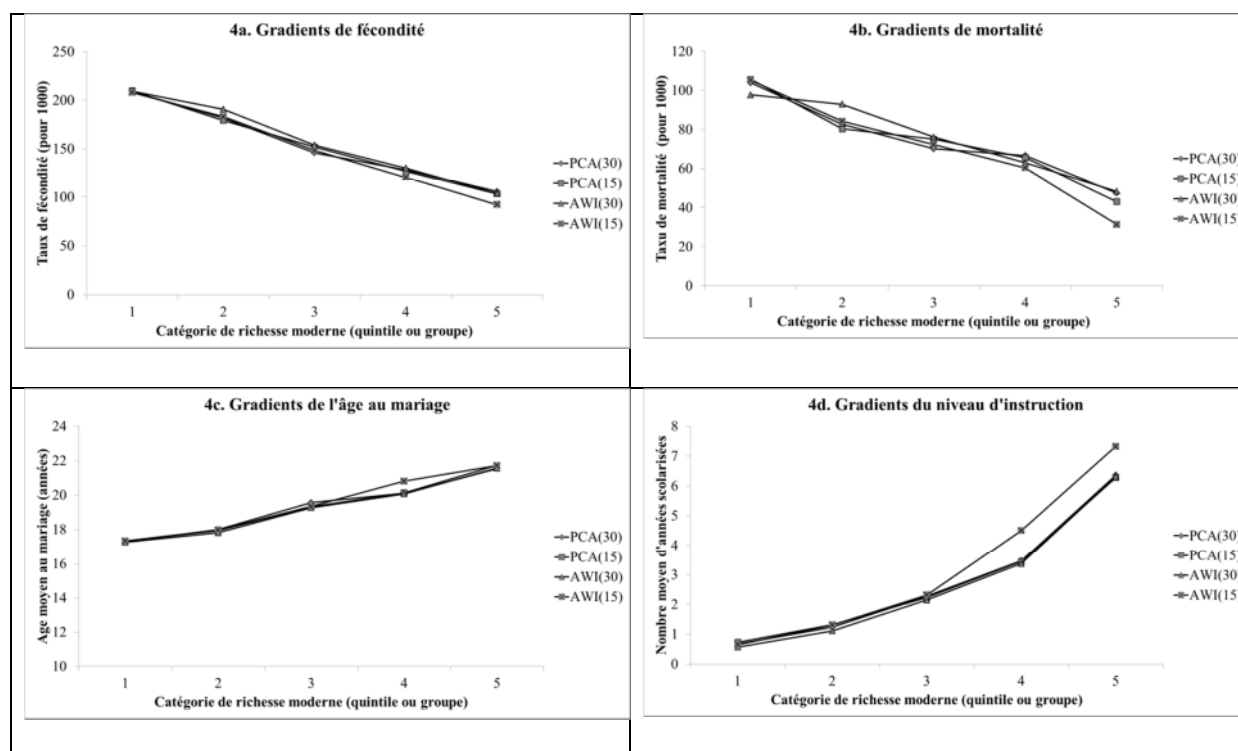 4a. Gradients de fécondité
250
200
150
100
50
0
Taux de fécondité (pour 1000)
1 2 3 4 5
Catégorie de richesse moderne (quintile ou groupe)
PCA(30)
PCA(15)
AWI(30)
AWI(15)
4b. Gradients de mortalité
120
100
80
60
40
20
0
Taxu de mortalité (pour 1000)
1 2 3 4 5
Catégorie de richesse moderne (quintile ou groupe)
PCA(30)
PCA(15)
AWI(30)
AWI(15)
4c. Gradients de l'âge au mariage
24
22
20
18
16
14
12
10
Age moyen au mariage (années)
1 2 3 4 5
Catégorie de richesse moderne (quintile ou groupe)
PCA(30)
PCA(15)
AWI(30)
AWI(15)
4d. Gradients du niveau d'instruction
8
7
6
5
4
3
2
1
0
Nombre moyen d'années scolarisées
1 2 3 4 5
Catégorie de richesse moderne (quintile ou groupe)
PCA(30)
PCA(15)
AWI(30)
AWI(15)